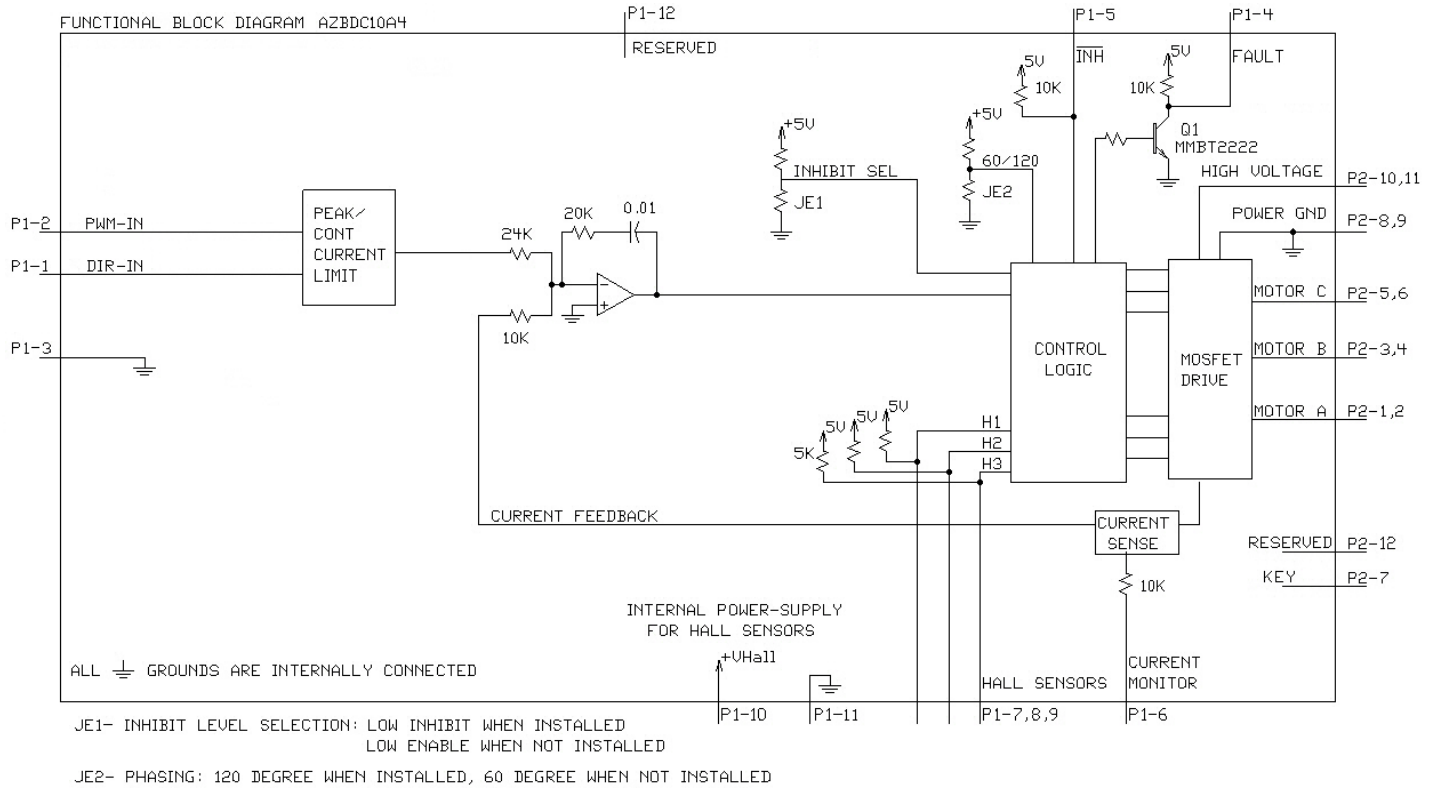 FUNCTIONAL BLOCK DIAGRAM AZBDC10A4
P1-12
RESERVED
P1-5
INH
P1-4
FAULT
5V
10K
5V
10K
Q1
MMBT2222
+5V
INHIBIT SEL
JE1
+5V
60/120
JE2
HIGH VOLTAGE
P2-10,11
POWER GND
P2-8,9
P1-2
PWM-IN
P1-1
DIR-IN
PEAK/
CONT
CURRENT
LIMIT
24K
20K
0.01
-
+
10K
P1-3
CONTROL
LOGIC
MOSFET
DRIVE
MOTOR C
P2-5,6
MOTOR B
P2-3,4
MOTOR A
P2-1,2
5V
5V
5V
5K
H1
H2
H3
CURRENT FEEDBACK
CURRENT
SENSE
RESERVED
P2-12
KEY
P2-7
10K
INTERNAL POWER-SUPPLY
FOR HALL SENSORS
+VHall
ALL GROUNDS ARE INTERNALLY CONNECTED
HALL SENSORS
CURRENT
MONITOR
P1-10
P1-11
P1-7,8,9
P1-6
JE1- INHIBIT LEVEL SELECTION: LOW INHIBIT WHEN INSTALLED
LOW ENABLE WHEN NOT INSTALLED
JE2- PHASING: 120 DEGREE WHEN INSTALLED, 60 DEGREE WHEN NOT INSTALLED